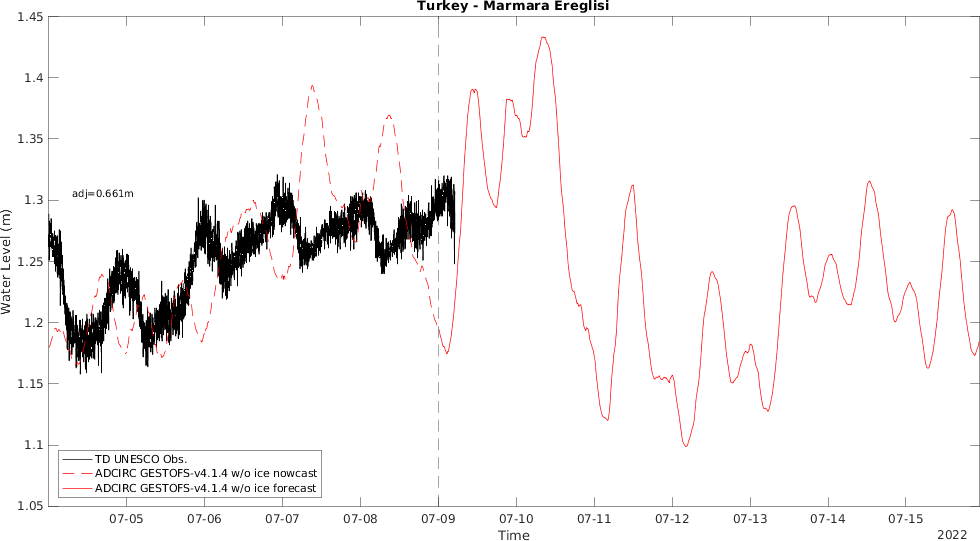 Turkey - Marmara Ereglisi
1.45
1.4
1.35
1.3
1.25
1.2
1.15
1.1
1.05
Water Level (m)
adj=0.661m
TD UNESCO Obs.
ADCIRC GESTOFS-v4.1.4 w/o ice nowcast
ADCIRC GESTOFS-v4.1.4 w/o ice forecast
07-05 07-06 07-07 07-08 07-09 07-10 07-11 07-12 07-13 07-14 07-15
Time
2022